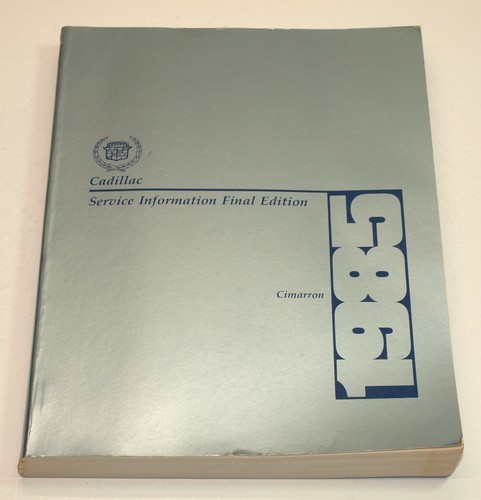 Cadillac
Service Information Final Edition
Cimarron
1985